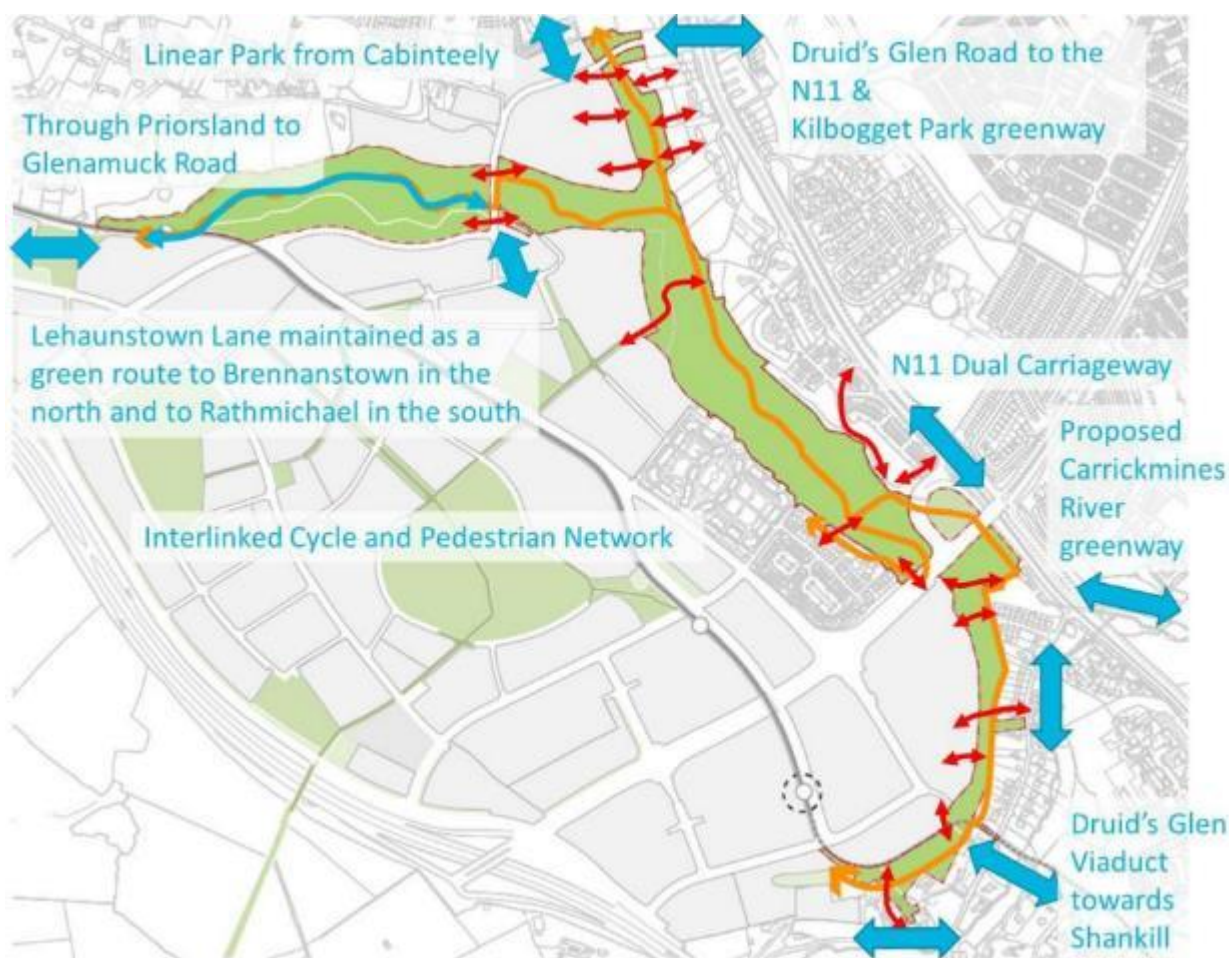 Linear Park from Cabinteely
Druid's Glen Road to the
N11 &
Kilbogget Park greenway
Through Priorsland to
Glenamuck Road
Lehaunstown Lane maintained as a
green route to Brennanstown in the
north and to Rathmichael in the south
N11 Dual Carriageway
Proposed
Carrickmines
River
greenway
Interlinked Cycle and Pedestrian Network
Druid's Glen
Viaduct
towards
Shankill